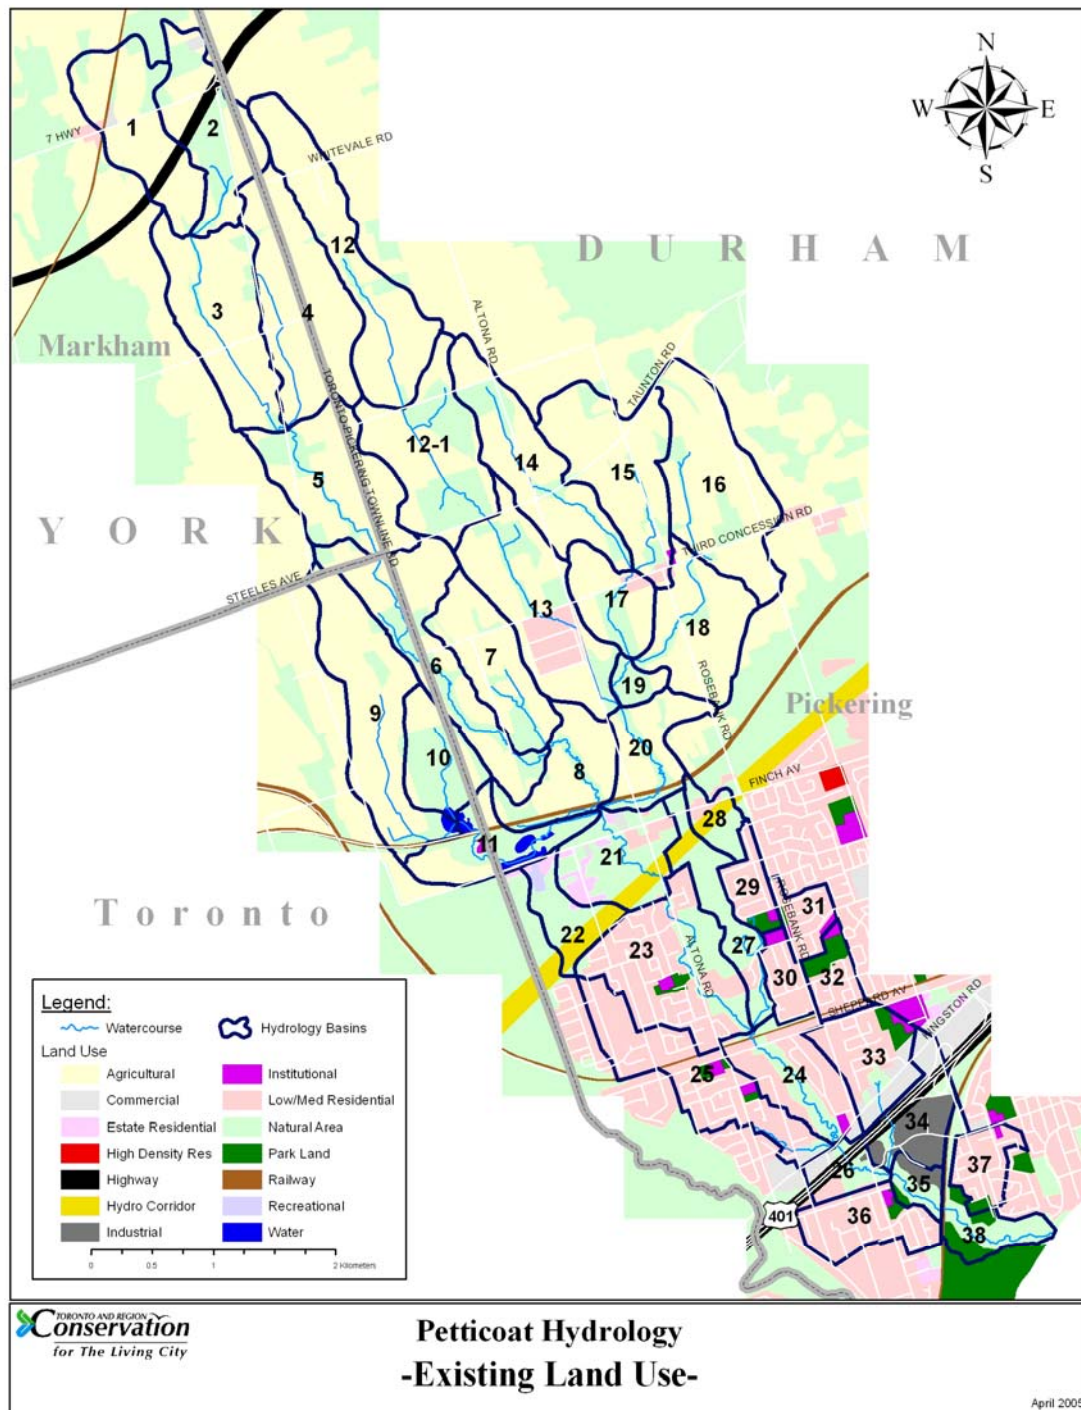 N
W E
S
7 HWY
1
2
WHITEVALE RD
12
D U R H A M
3
4
ALTONA RD
Markham
TORONTO-PICKERING TOWNLINE RD
TAUNTON RD
12-1
14
15
16
5
Y O R K
THIRD CONCESSION RD
STEELES AVE
13
17
18
7
6
19
ROSEBANK RD
Pickering
9
10
20
8
FINCH AV
28
11
21
29
ROSEBANK RD
31
Toronto
22
23
27
ALTONA RD
30
32
SHEPPARD AV
KINGSTON RD
33
25
24
34
26
35
37
401
36
38
Legend:
Watercourse Hydrology Basins
Land Use
Agricultural Institutional
Commercial Low/Med Residential
Estate Residential Natural Area
High Density Res Park Land
Highway Railway
Hydro Corridor Recreational
Industrial Water
0 0.5 1 2 Kilometers
TORONTO AND REGION
Conservation
for The Living City
Petticoat Hydrology
-Existing Land Use-
April 2005